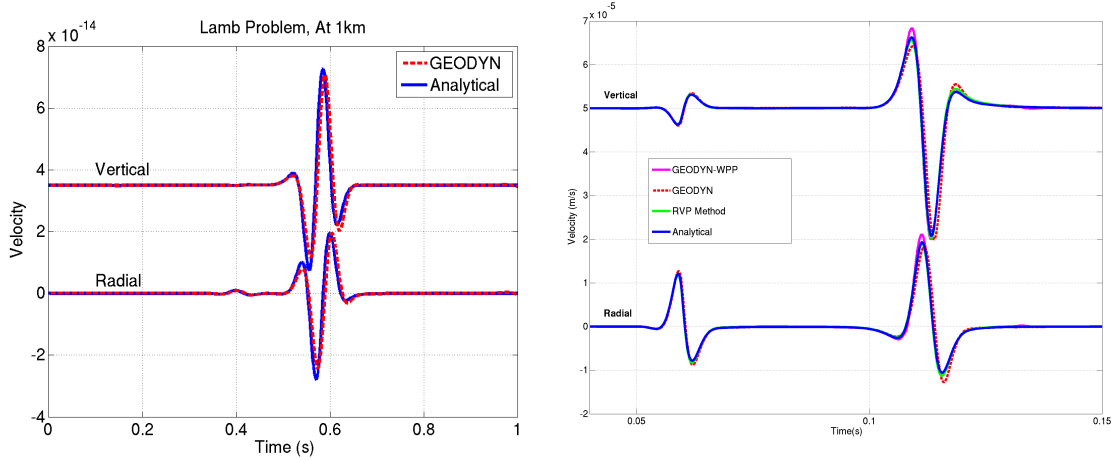 Lamb Problem, At 1km
x 10^-14
8
6
4
2
0
-2
-4
0
0.2
0.4
0.6
0.8
1
Velocity
Time (s)
GEODYN
Analytical
Vertical
Radial
x 10^-5
7
6
5
4
3
2
1
0
-1
-2
0.05
0.1
0.15
Velocity (m/s)
Time(s)
Vertical
GEODYN-WPP
GEODYN
RVP Method
Analytical
Radial